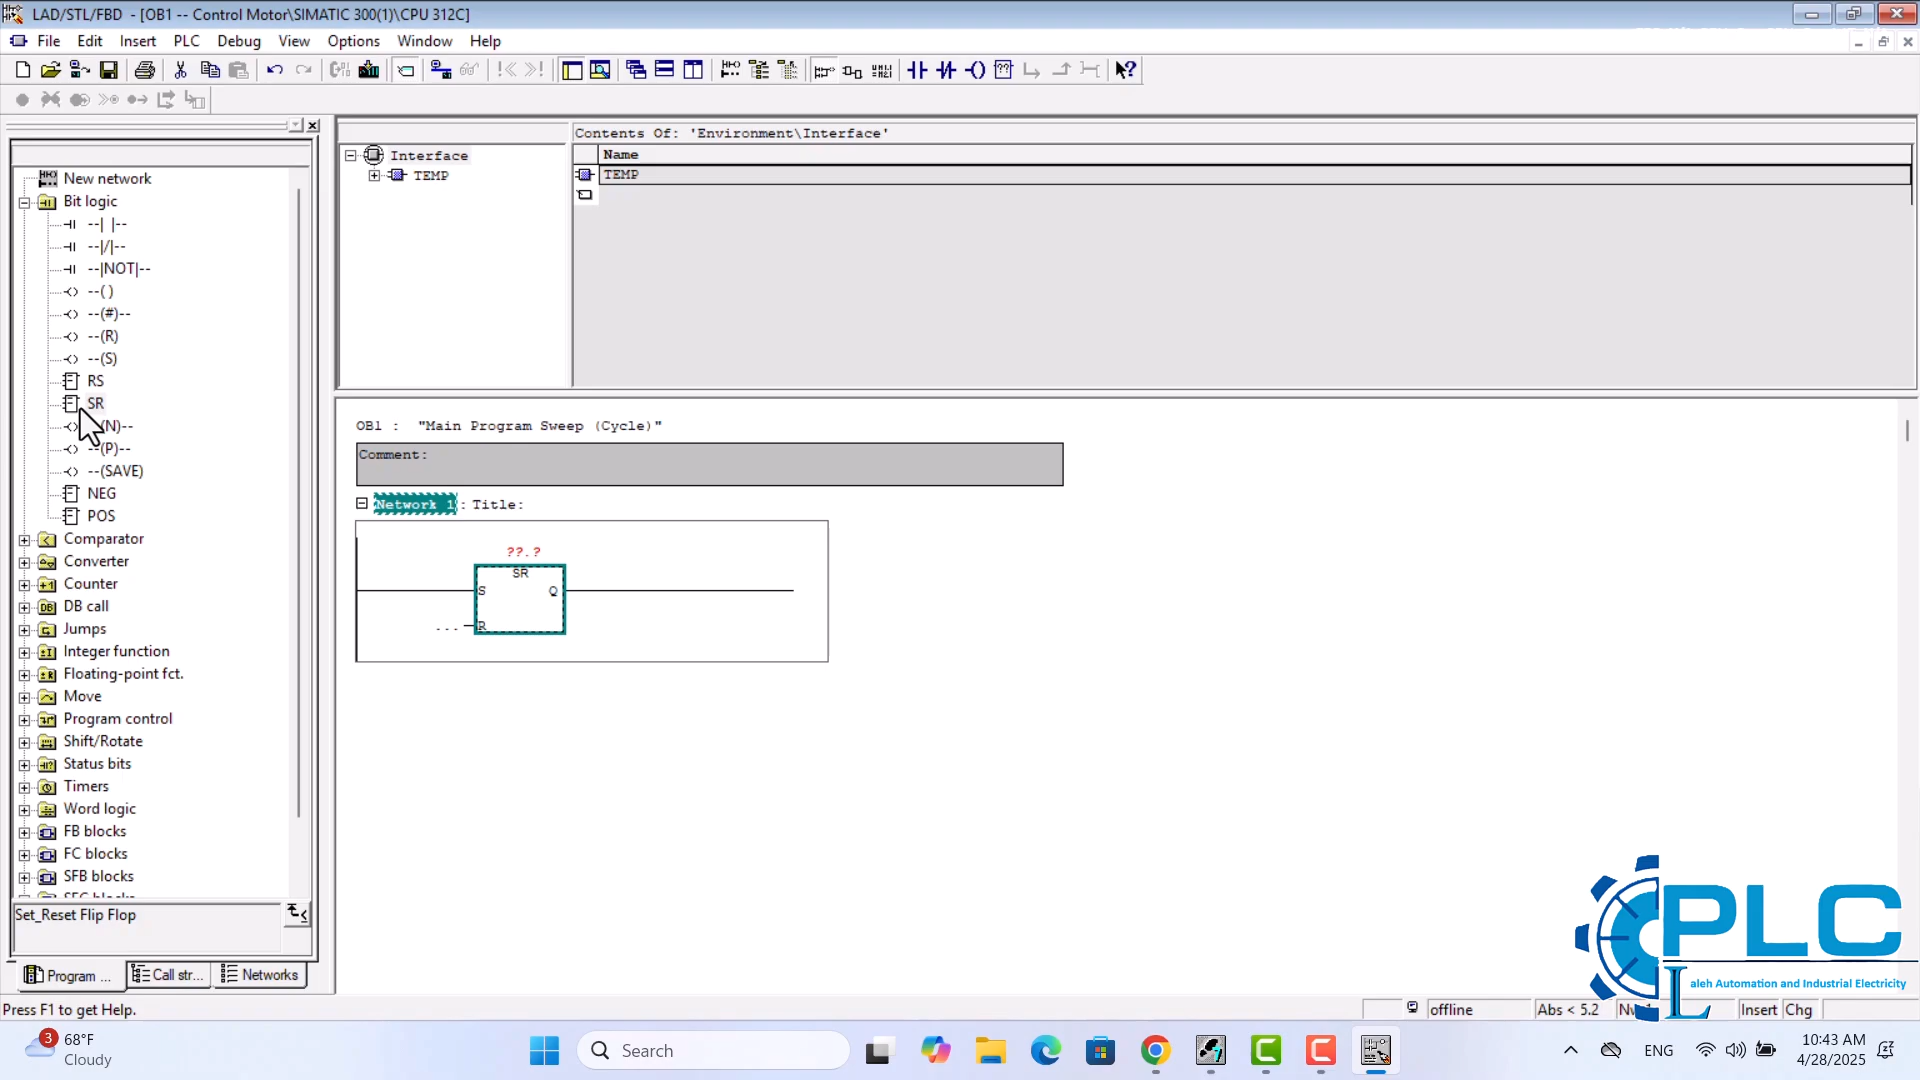 LAD/STL/FBD - [OB1 -- Control Motor\SIMATIC 300(1)\CPU 312C]
File Edit Insert PLC Debug View Options Window Help
New network
Bit logic
--| |--
--|/|--
--|NOT|--
--( )
--(#)--
--(R)
--(S)
RS
SR
(N)--
--(P)--
--(SAVE)
NEG
POS
Comparator
Converter
Counter
DB call
Jumps
Integer function
Floating-point fct.
Move
Program control
Shift/Rotate
Status bits
Timers
Word logic
FB blocks
FC blocks
SFB blocks
Set_Reset Flip Flop
Program ... Call str... Networks
Interface
TEMP
Contents Of: 'Environment\Interface'
Name
TEMP
OB1 : "Main Program Sweep (Cycle)"
Comment:
Network 1 : Title:
??.?
SR
S Q
... R
PLC
L
aleh Automation and Industrial Electricity
Press F1 to get Help.
offline Abs < 5.2 Insert Chg
3
68°F
Cloudy
Search
ENG
10:43 AM
4/28/2025